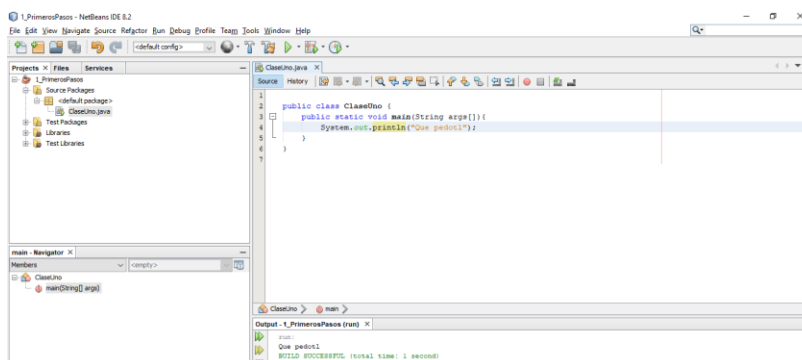 1_PrimerosPasos - NetBeans IDE 8.2
File Edit View Navigate Source Refactor Run Debug Profile Team Tools Window Help
<default config>
Projects Files Services
ClaseUno.java
1_PrimerosPasos
Source Packages
<default package>
ClaseUno.java
Test Packages
Libraries
Test Libraries
Source History
1
2 public class ClaseUno {
3 public static void main(String args[]){
4 System.out.println("Que pedotl");
5 }
6 }
7
main - Navigator
Members <empty>
ClaseUno
main(String[] args)
ClaseUno main
Output - 1_PrimerosPasos (run)
run:
Que pedotl
BUILD SUCCESSFUL (total time: 1 second)